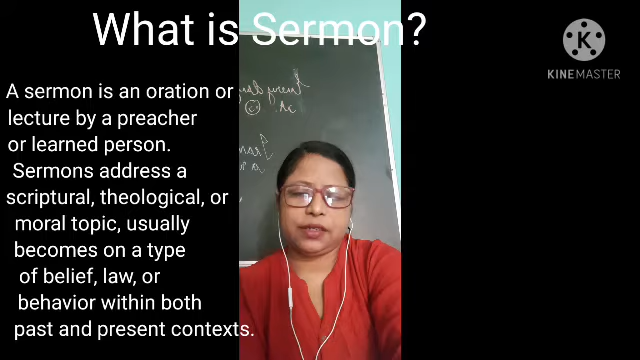 What is Sermon?
KINEMASTER
A sermon is an oration or
lecture by a preacher
or learned person.
Sermons address a
scriptural, theological, or
moral topic, usually
becomes on a type
of belief, law, or
behavior within both
past and present contexts.